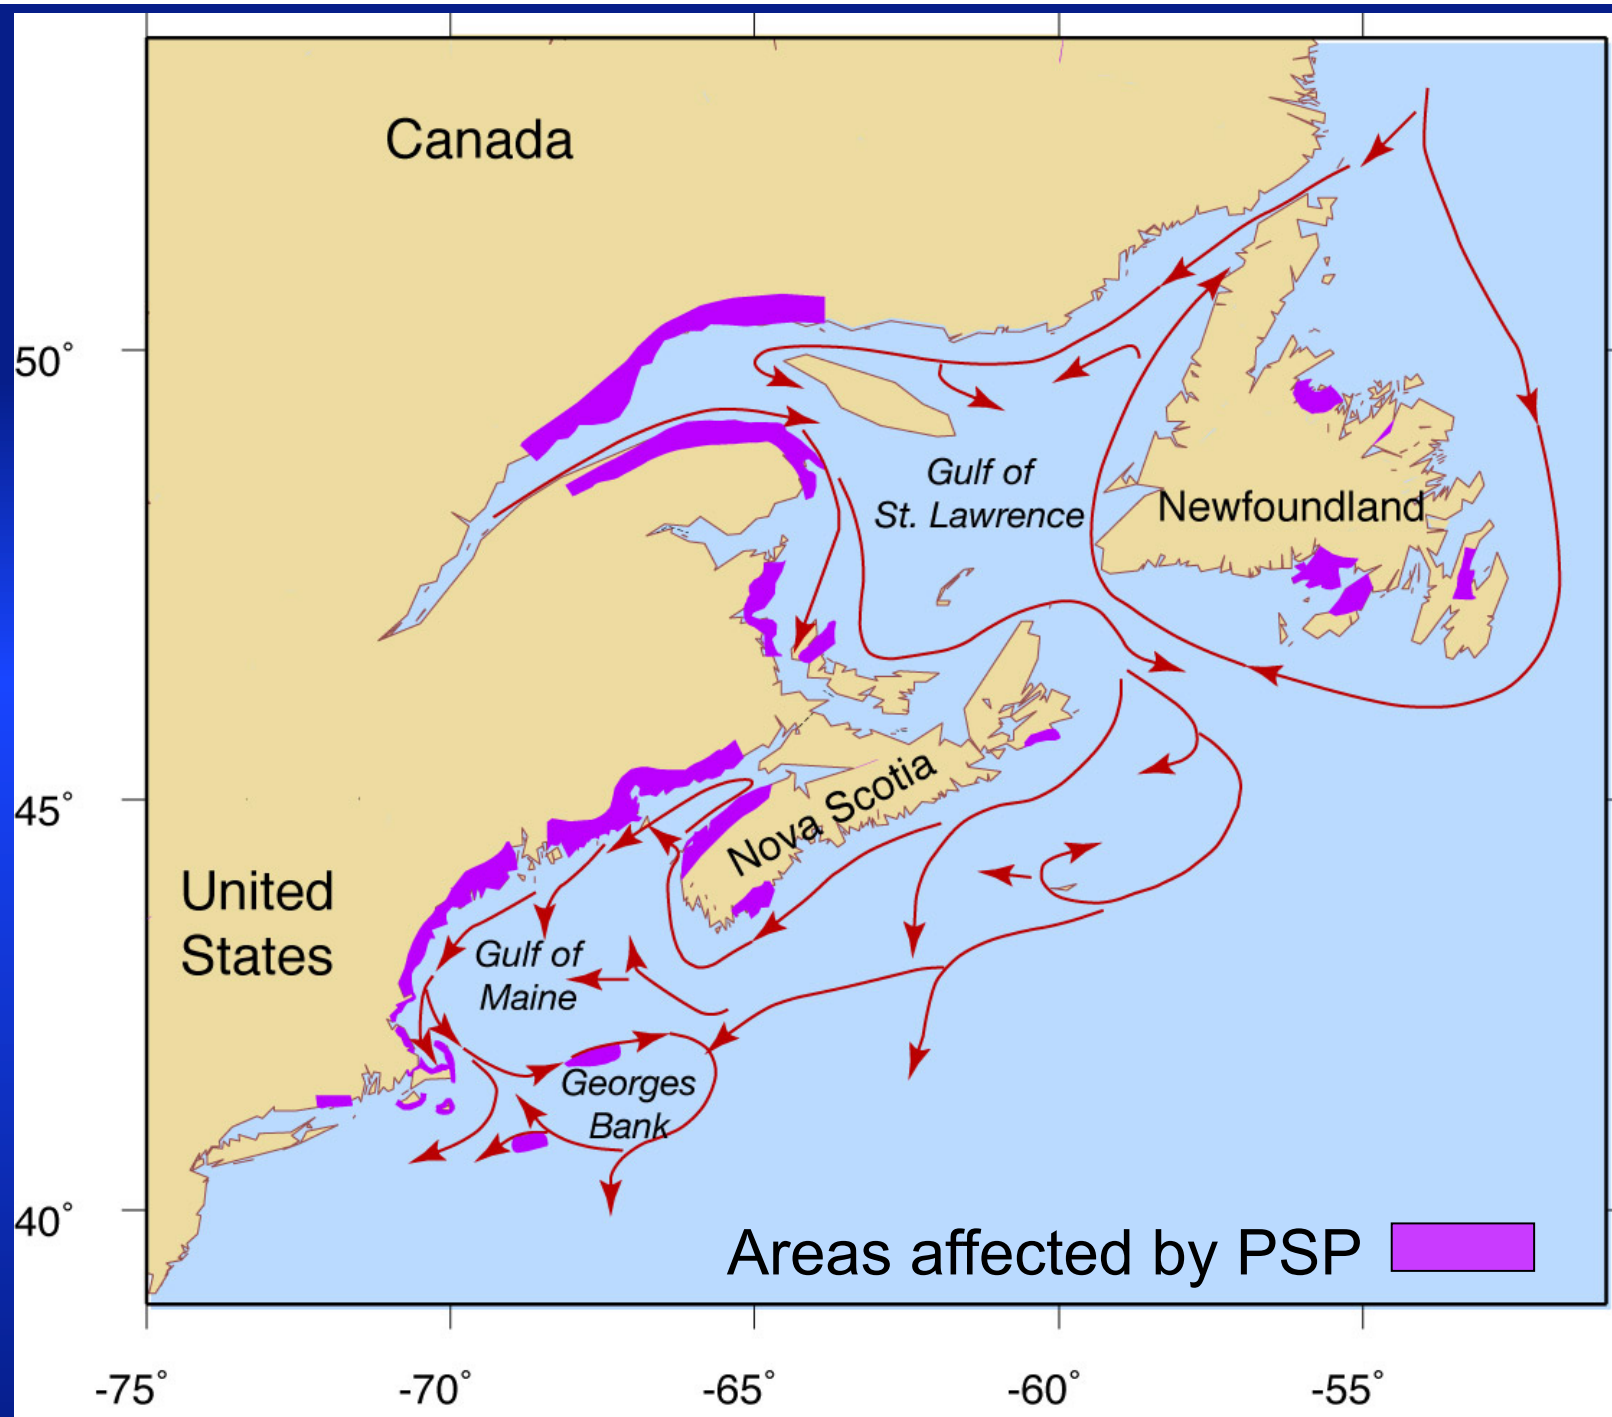 Canada
50°
Gulf of
St. Lawrence
Newfoundland
45°
Nova Scotia
United
States
Gulf of
Maine
Georges
Bank
40°
Areas affected by PSP
-75°
-70°
-65°
-60°
-55°